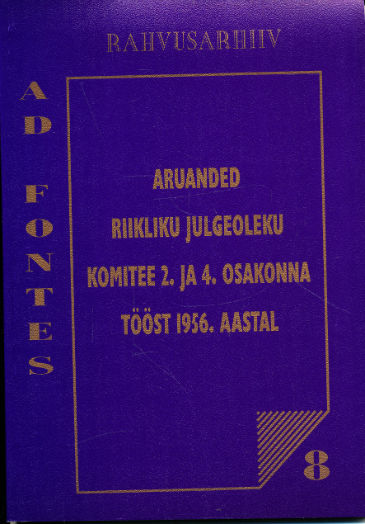 RAHVUSARHIIV
AD FONTES
ARUANDED
RIIKLIKU JULGEOLEKU
KOMITEE 2. JA 4. OSAKONNA
TÖÖST 1956. AASTAL
8